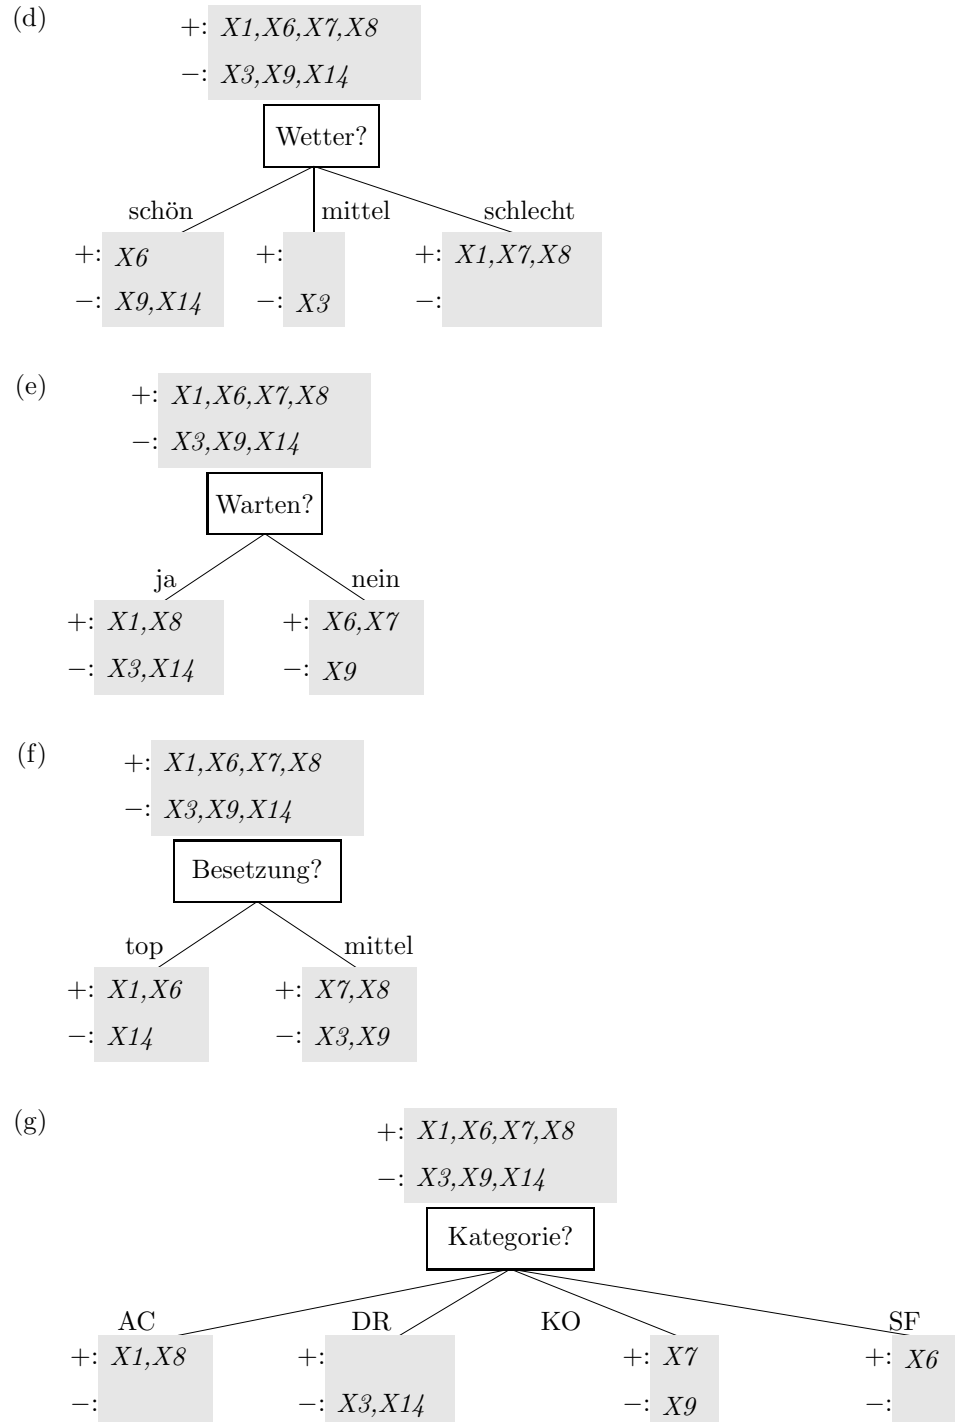 (d)
+: X1,X6,X7,X8
−: X3,X9,X14
Wetter?
schön mittel schlecht
+: X6 +: +: X1,X7,X8
−: X9,X14 −: X3 −:
(e)
+: X1,X6,X7,X8
−: X3,X9,X14
Warten?
ja nein
+: X1,X8 +: X6,X7
−: X3,X14 −: X9
(f)
+: X1,X6,X7,X8
−: X3,X9,X14
Besetzung?
top mittel
+: X1,X6 +: X7,X8
−: X14 −: X3,X9
(g)
+: X1,X6,X7,X8
−: X3,X9,X14
Kategorie?
AC DR KO SF
+: X1,X8 +: +: X7 +: X6
−: −: X3,X14 −: X9 −: